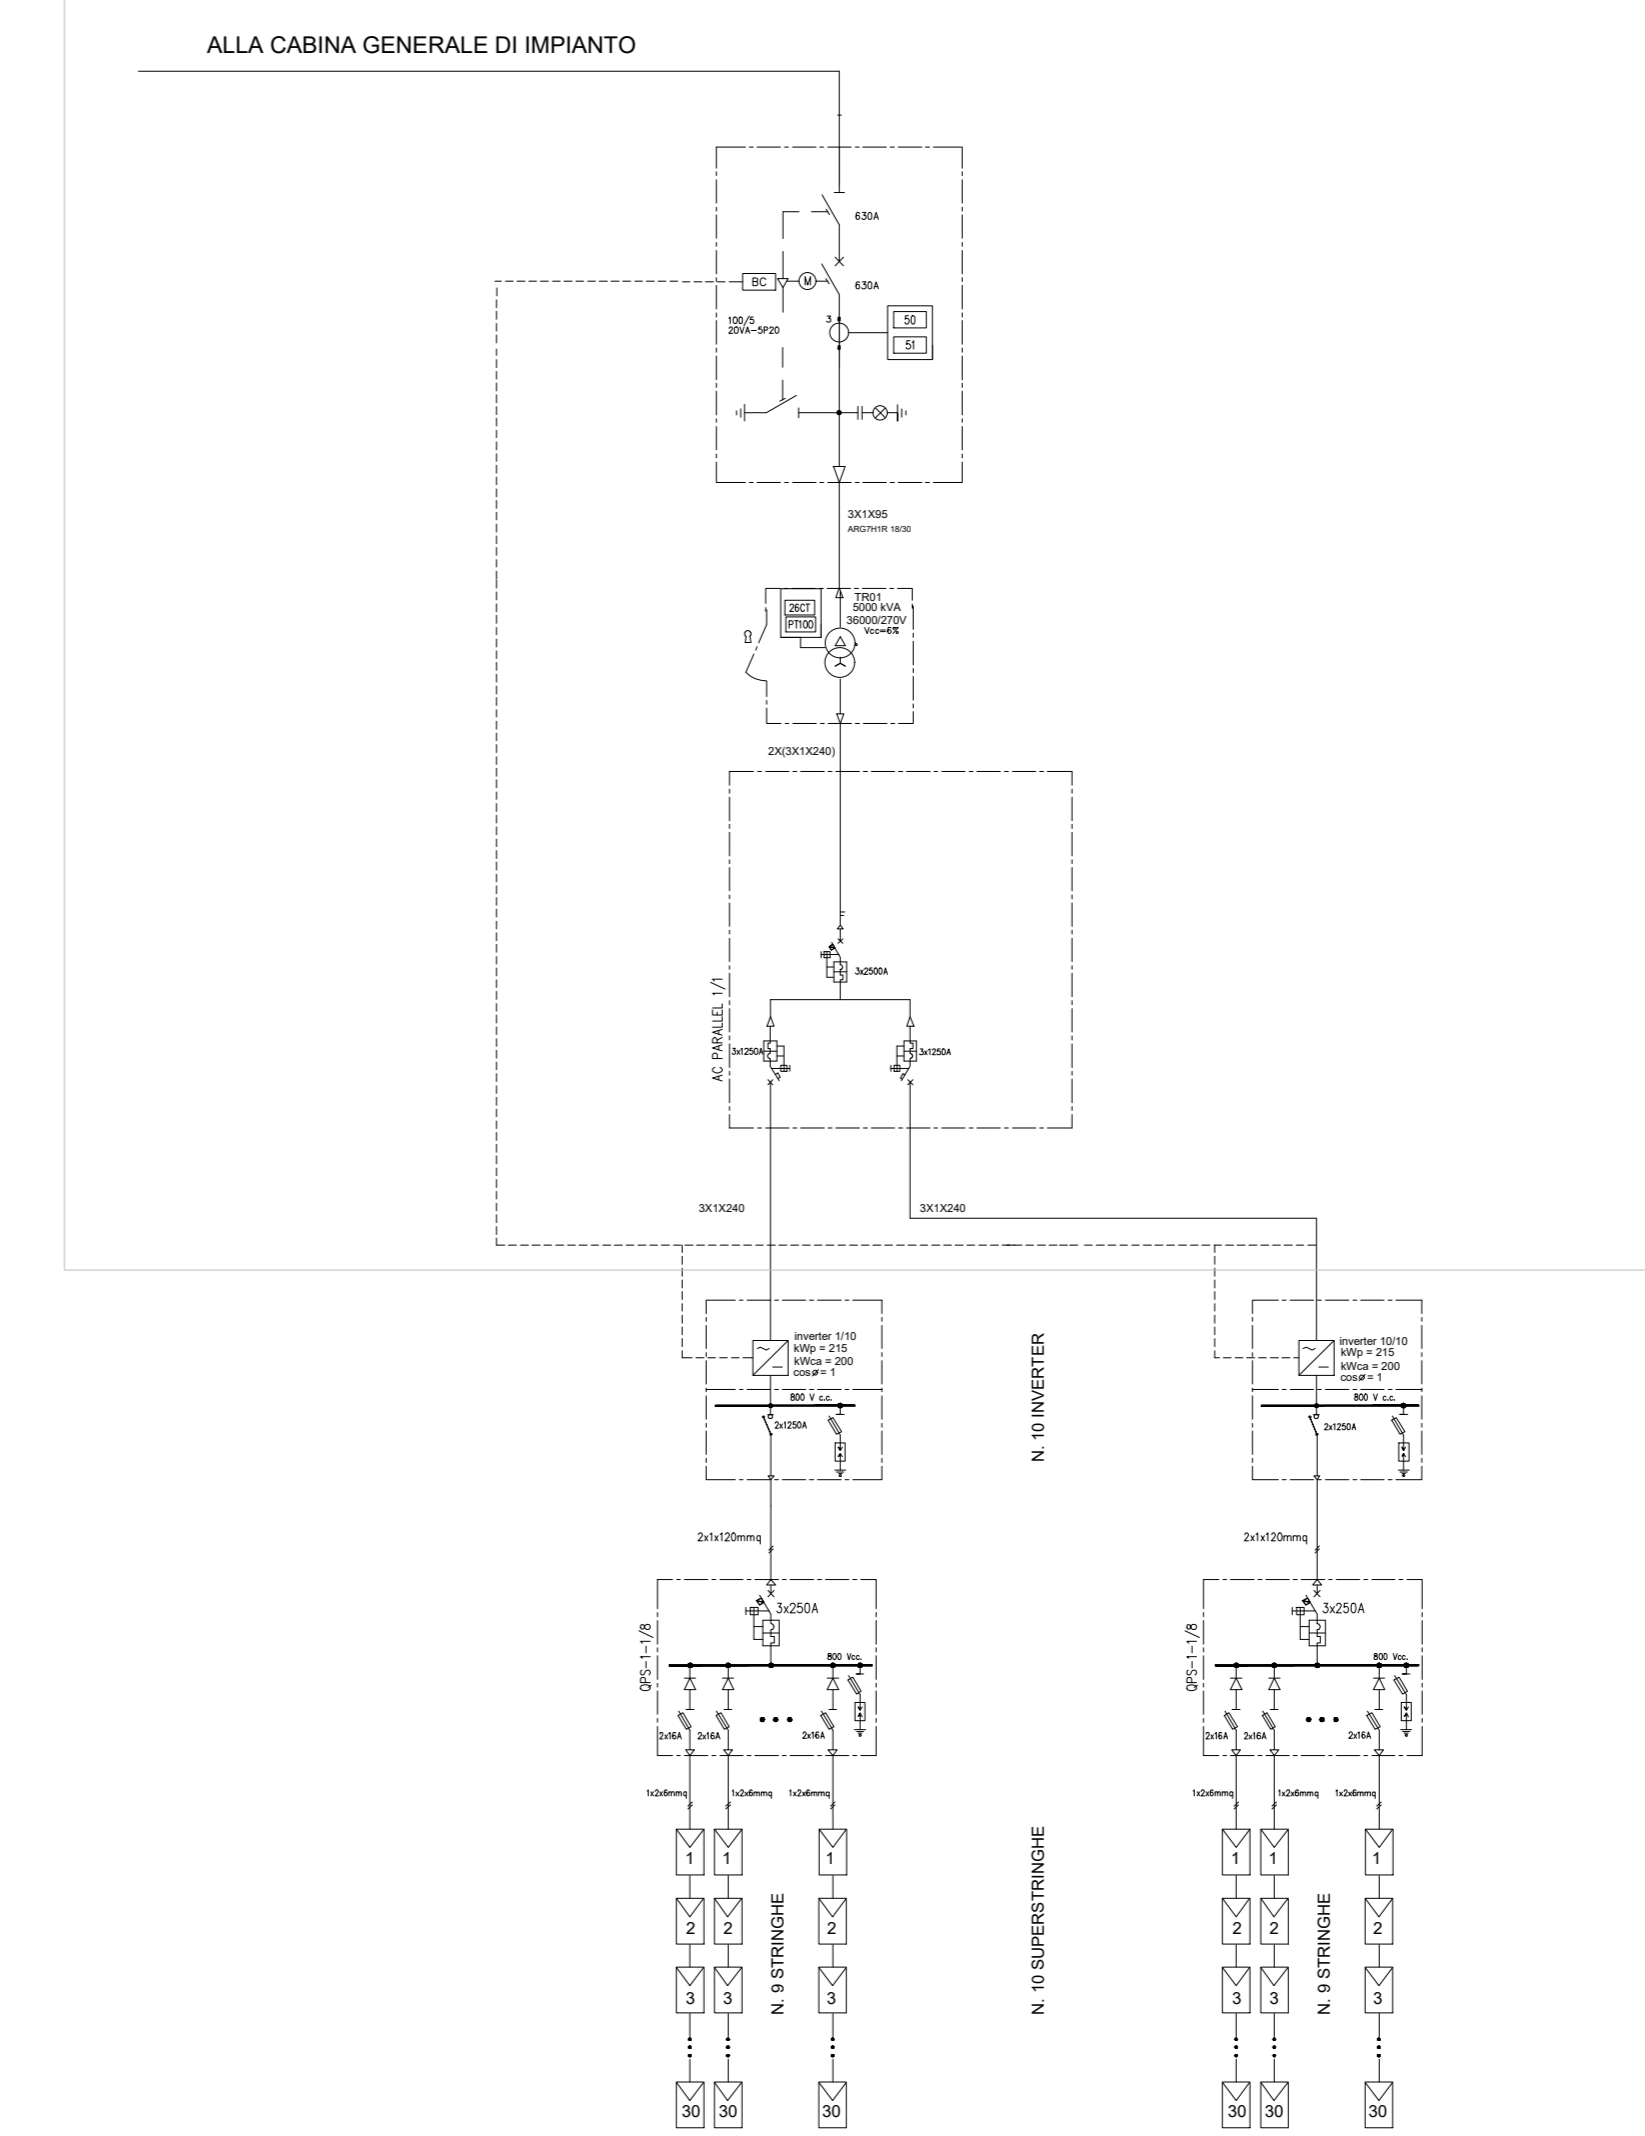 ALLA CABINA GENERALE DI IMPIANTO
630A
BC
M
630A
100/5
20VA-5P20
3
50
51
3X1X95
ARG7H1R 18/30
26CT
PT100
TR01
5000 kVA
36000/270V
Vcc=6%
2X(3X1X240)
AC PARALLEL 1/1
3x2500A
3x1250A
3x1250A
3X1X240
3X1X240
inverter 1/10
kWp = 215
kWca = 200
cosø = 1
800 V c.c.
2x1250A
N. 10 INVERTER
inverter 10/10
kWp = 215
kWca = 200
cosø = 1
800 V c.c.
2x1250A
2x1x120mmq
2x1x120mmq
QPS-1-1/8
3x250A
800 Vcc.
2x16A
2x16A
2x16A
QPS-1-1/8
3x250A
800 Vcc.
2x16A
2x16A
2x16A
1x2x6mmq
1x2x6mmq
1x2x6mmq
1x2x6mmq
1x2x6mmq
1x2x6mmq
1 1 1
2 2 2
3 3 3
30 30 30
N. 9 STRINGHE
N. 10 SUPERSTRINGHE
1 1 1
2 2 2
3 3 3
30 30 30
N. 9 STRINGHE